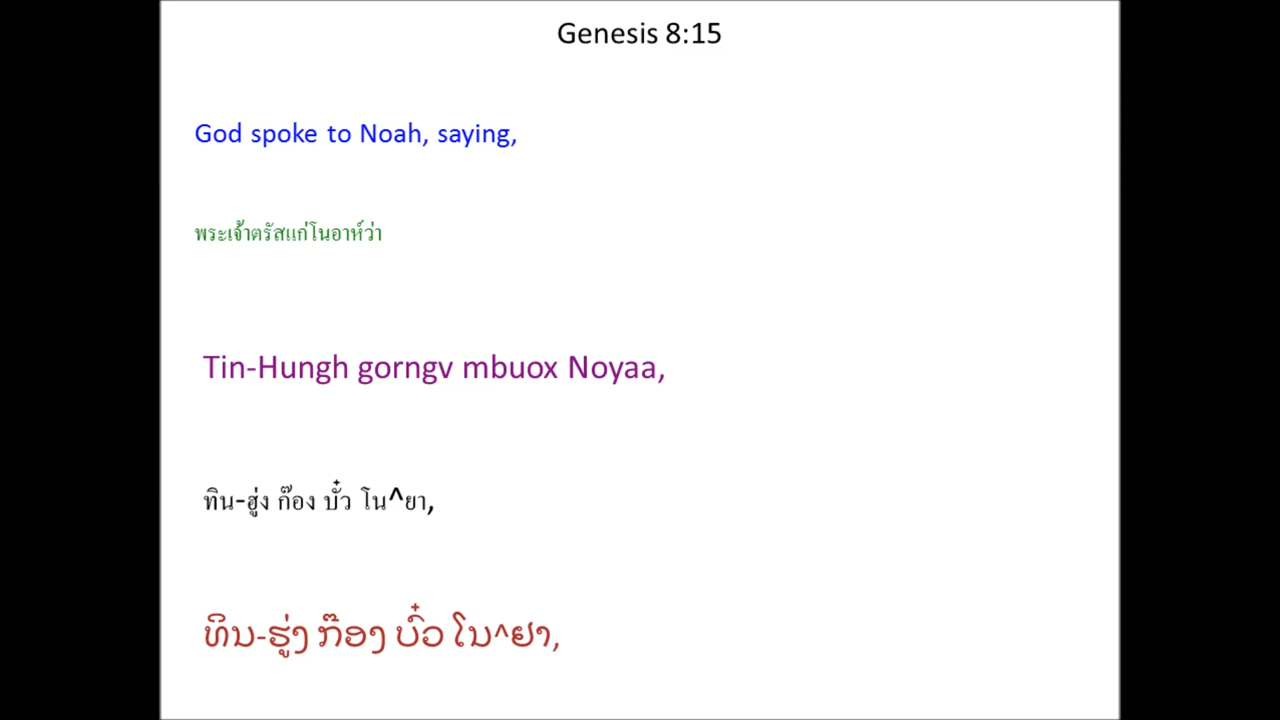 Genesis 8:15
God spoke to Noah, saying,
พระเจ้าตรัสแก่โนอาห์ว่า
Tin-Hungh gorngv mbuox Noyaa,
ทิน-ฮู่ง ก๊อง บั๋ว โน^ยา,
ທິນ-ຮູ່ງ ກ໊ອງ ບົ໋ວ ໂນ^ຢາ,